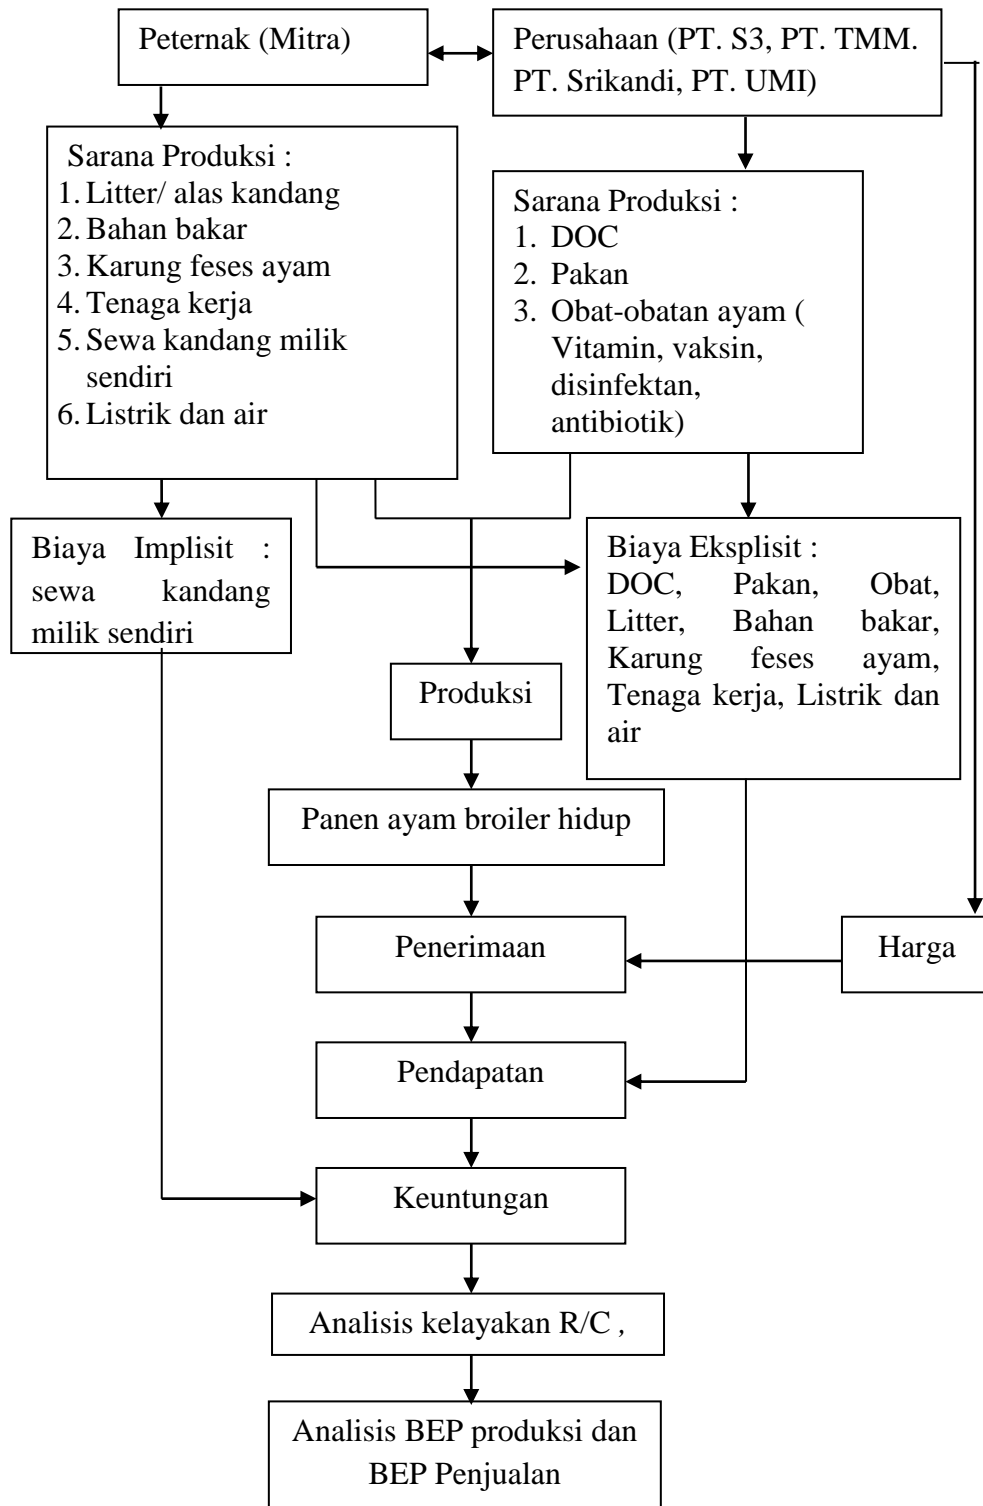 Peternak (Mitra)
Perusahaan (PT. S3, PT. TMM.
PT. Srikandi, PT. UMI)
Sarana Produksi :
1. Litter/ alas kandang
2. Bahan bakar
3. Karung feses ayam
4. Tenaga kerja
5. Sewa kandang milik
sendiri
6. Listrik dan air
Sarana Produksi :
1. DOC
2. Pakan
3. Obat-obatan ayam (
Vitamin, vaksin,
disinfektan,
antibiotik)
Biaya Implisit :
sewa kandang
milik sendiri
Biaya Eksplisit :
DOC, Pakan, Obat,
Litter, Bahan bakar,
Karung feses ayam,
Tenaga kerja, Listrik dan
air
Produksi
Panen ayam broiler hidup
Penerimaan
Harga
Pendapatan
Keuntungan
Analisis kelayakan R/C ,
Analisis BEP produksi dan
BEP Penjualan